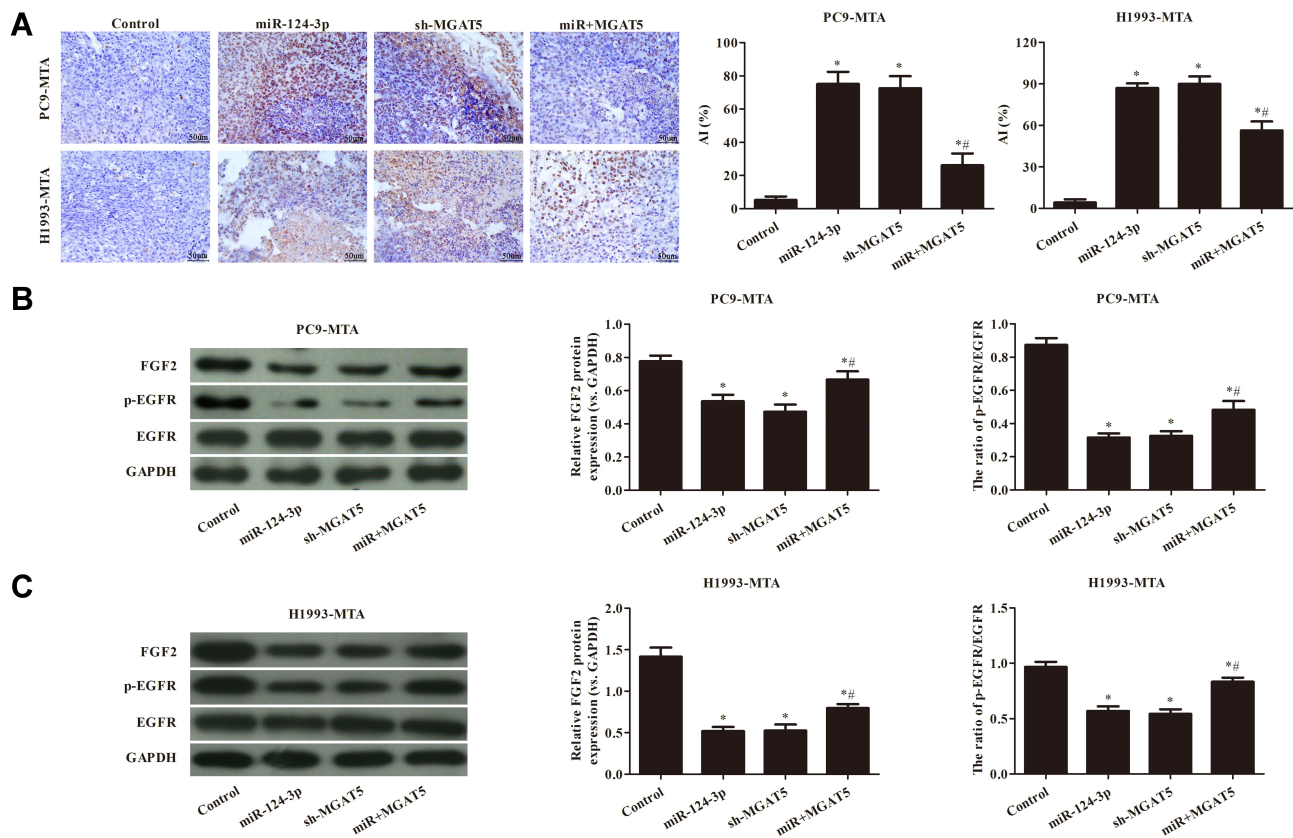 A
Control
miR-124-3p
sh-MGAT5
miR+MGAT5
PC9-MTA
50um
50um
50um
50um
H1993-MTA
50um
50um
50um
50um
PC9-MTA
AI (%)
100
80
60
40
20
0
*
*
*#
Control
miR-124-3p
sh-MGAT5
miR+MGAT5
H1993-MTA
AI (%)
120
90
60
30
0
*
*
*#
Control
miR-124-3p
sh-MGAT5
miR+MGAT5
B
PC9-MTA
FGF2
p-EGFR
EGFR
GAPDH
Control
miR-124-3p
sh-MGAT5
miR+MGAT5
PC9-MTA
Relative FGF2 protein
expression (vs. GAPDH)
1.0
0.8
0.6
0.4
0.2
0.0
*
*
*#
Control
miR-124-3p
sh-MGAT5
miR+MGAT5
PC9-MTA
The ratio of p-EGFR/EGFR
1.0
0.8
0.6
0.4
0.2
0.0
*
*
*#
Control
miR-124-3p
sh-MGAT5
miR+MGAT5
C
H1993-MTA
FGF2
p-EGFR
EGFR
GAPDH
Control
miR-124-3p
sh-MGAT5
miR+MGAT5
H1993-MTA
Relative FGF2 protein
expression (vs. GAPDH)
2.0
1.5
1.0
0.5
0.0
*
*
*#
Control
miR-124-3p
sh-MGAT5
miR+MGAT5
H1993-MTA
The ratio of p-EGFR/EGFR
1.5
1.0
0.5
0.0
*
*
*#
Control
miR-124-3p
sh-MGAT5
miR+MGAT5